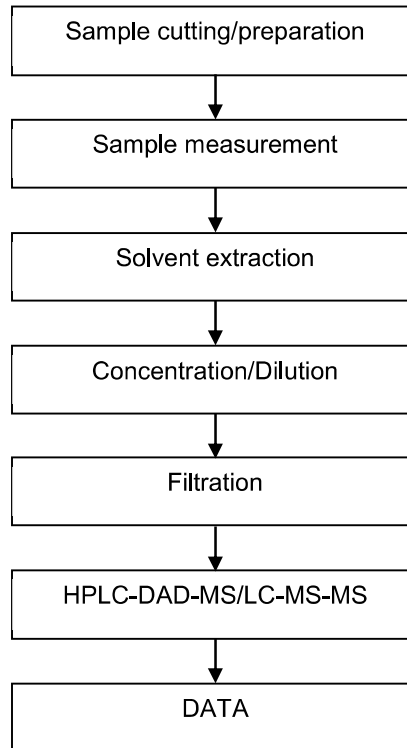 Sample cutting/preparation
Sample measurement
Solvent extraction
Concentration/Dilution
Filtration
HPLC-DAD-MS/LC-MS-MS
DATA